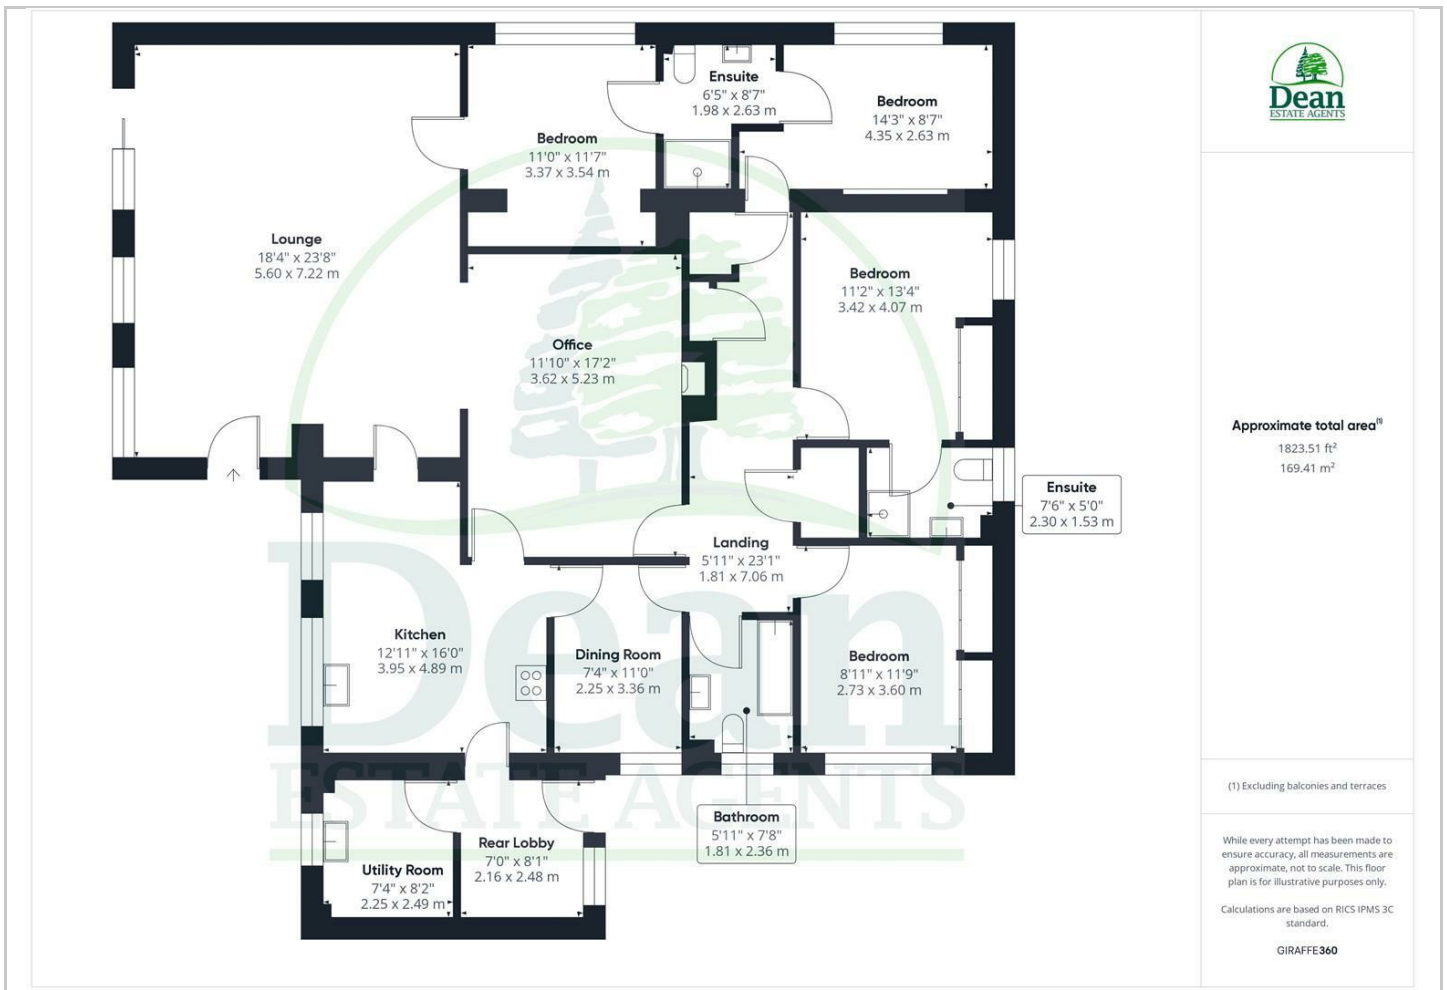 Lounge
18'4" x 23'8"
5.60 x 7.22 m
Bedroom
11'0" x 11'7"
3.37 x 3.54 m
Ensuite
6'5" x 8'7"
1.98 x 2.63 m
Bedroom
14'3" x 8'7"
4.35 x 2.63 m
Bedroom
11'2" x 13'4"
3.42 x 4.07 m
Office
11'10" x 17'2"
3.62 x 5.23 m
Ensuite
7'6" x 5'0"
2.30 x 1.53 m
Landing
5'11" x 23'1"
1.81 x 7.06 m
Kitchen
12'11" x 16'0"
3.95 x 4.89 m
Dining Room
7'4" x 11'0"
2.25 x 3.36 m
Bedroom
8'11" x 11'9"
2.73 x 3.60 m
Bathroom
5'11" x 7'8"
1.81 x 2.36 m
Rear Lobby
7'0" x 8'1"
2.16 x 2.48 m
Utility Room
7'4" x 8'2"
2.25 x 2.49 m
Dean
ESTATE AGENTS
Dean
ESTATE AGENTS
Approximate total area(1)
1823.51 ft²
169.41 m²
(1) Excluding balconies and terraces
While every attempt has been made to
ensure accuracy, all measurements are
approximate, not to scale. This floor
plan is for illustrative purposes only.
Calculations are based on RICS IPMS 3C
standard.
GIRAFFE360